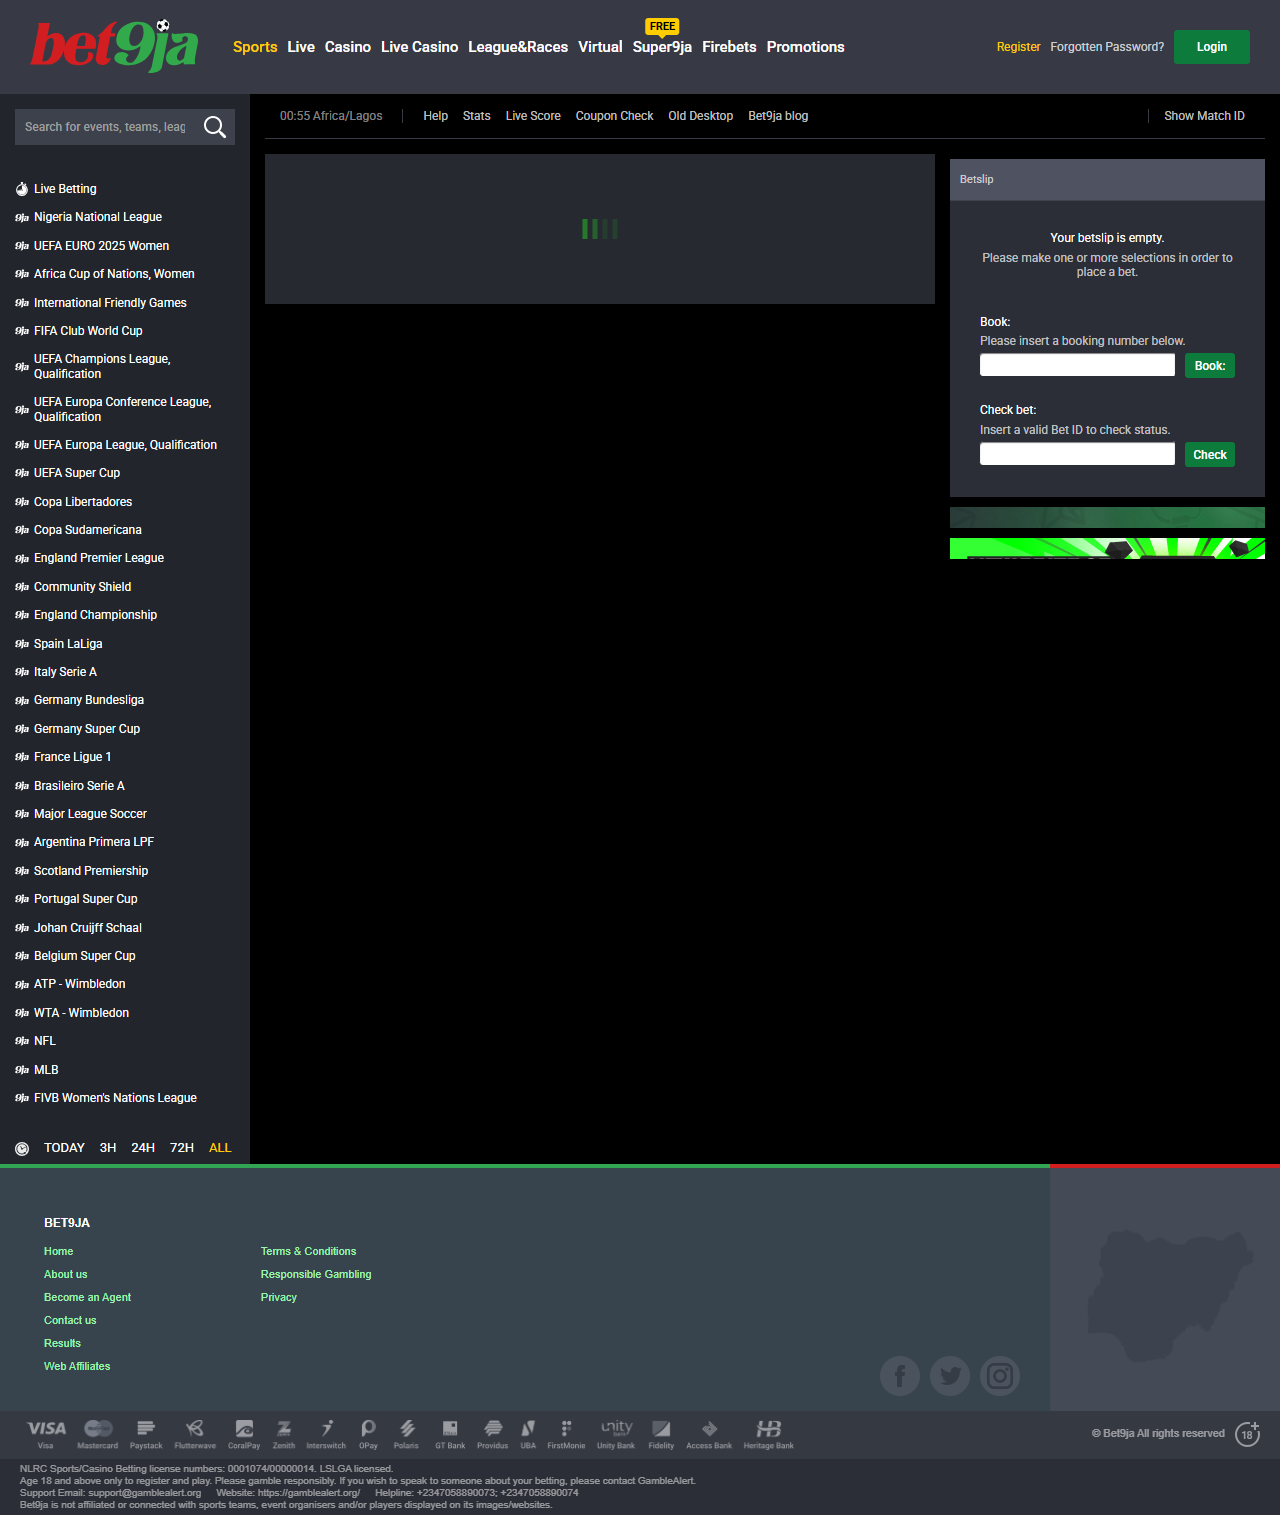 bet9ja
FREE
Sports Live Casino Live Casino League&Races Virtual Super9ja Firebets Promotions
Register Forgotten Password? Login
Search for events, teams, leag
00:55 Africa/Lagos Help Stats Live Score Coupon Check Old Desktop Bet9ja blog Show Match ID
Live Betting
9ja Nigeria National League
9ja UEFA EURO 2025 Women
9ja Africa Cup of Nations, Women
9ja International Friendly Games
9ja FIFA Club World Cup
9ja UEFA Champions League,
Qualification
9ja UEFA Europa Conference League,
Qualification
9ja UEFA Europa League, Qualification
9ja UEFA Super Cup
9ja Copa Libertadores
9ja Copa Sudamericana
9ja England Premier League
9ja Community Shield
9ja England Championship
9ja Spain LaLiga
9ja Italy Serie A
9ja Germany Bundesliga
9ja Germany Super Cup
9ja France Ligue 1
9ja Brasileiro Serie A
9ja Major League Soccer
9ja Argentina Primera LPF
9ja Scotland Premiership
9ja Portugal Super Cup
9ja Johan Cruijff Schaal
9ja Belgium Super Cup
9ja ATP - Wimbledon
9ja WTA - Wimbledon
9ja NFL
9ja MLB
9ja FIVB Women's Nations League
TODAY 3H 24H 72H ALL
Betslip
Your betslip is empty.
Please make one or more selections in order to
place a bet.
Book:
Please insert a booking number below.
Book:
Check bet:
Insert a valid Bet ID to check status.
Check
BET9JA
Home Terms & Conditions
About us Responsible Gambling
Become an Agent Privacy
Contact us
Results
Web Affiliates
VISA unity HB
Visa Mastercard Paystack Flutterwave CoralPay Zenith Interswitch OPay Polaris GT Bank Providus UBA FirstMonie Unity Bank Fidelity Access Bank Heritage Bank
© Bet9ja All rights reserved 18+
NLRC Sports/Casino Betting license numbers: 0001074/00000014. LSLGA licensed.
Age 18 and above only to register and play. Please gamble responsibly. If you wish to speak to someone about your betting, please contact GambleAlert.
Support Email: support@gamblealert.org Website: https://gamblealert.org/ Helpline: +2347058890073; +2347058890074
Bet9ja is not affiliated or connected with sports teams, event organisers and/or players displayed on its images/websites.